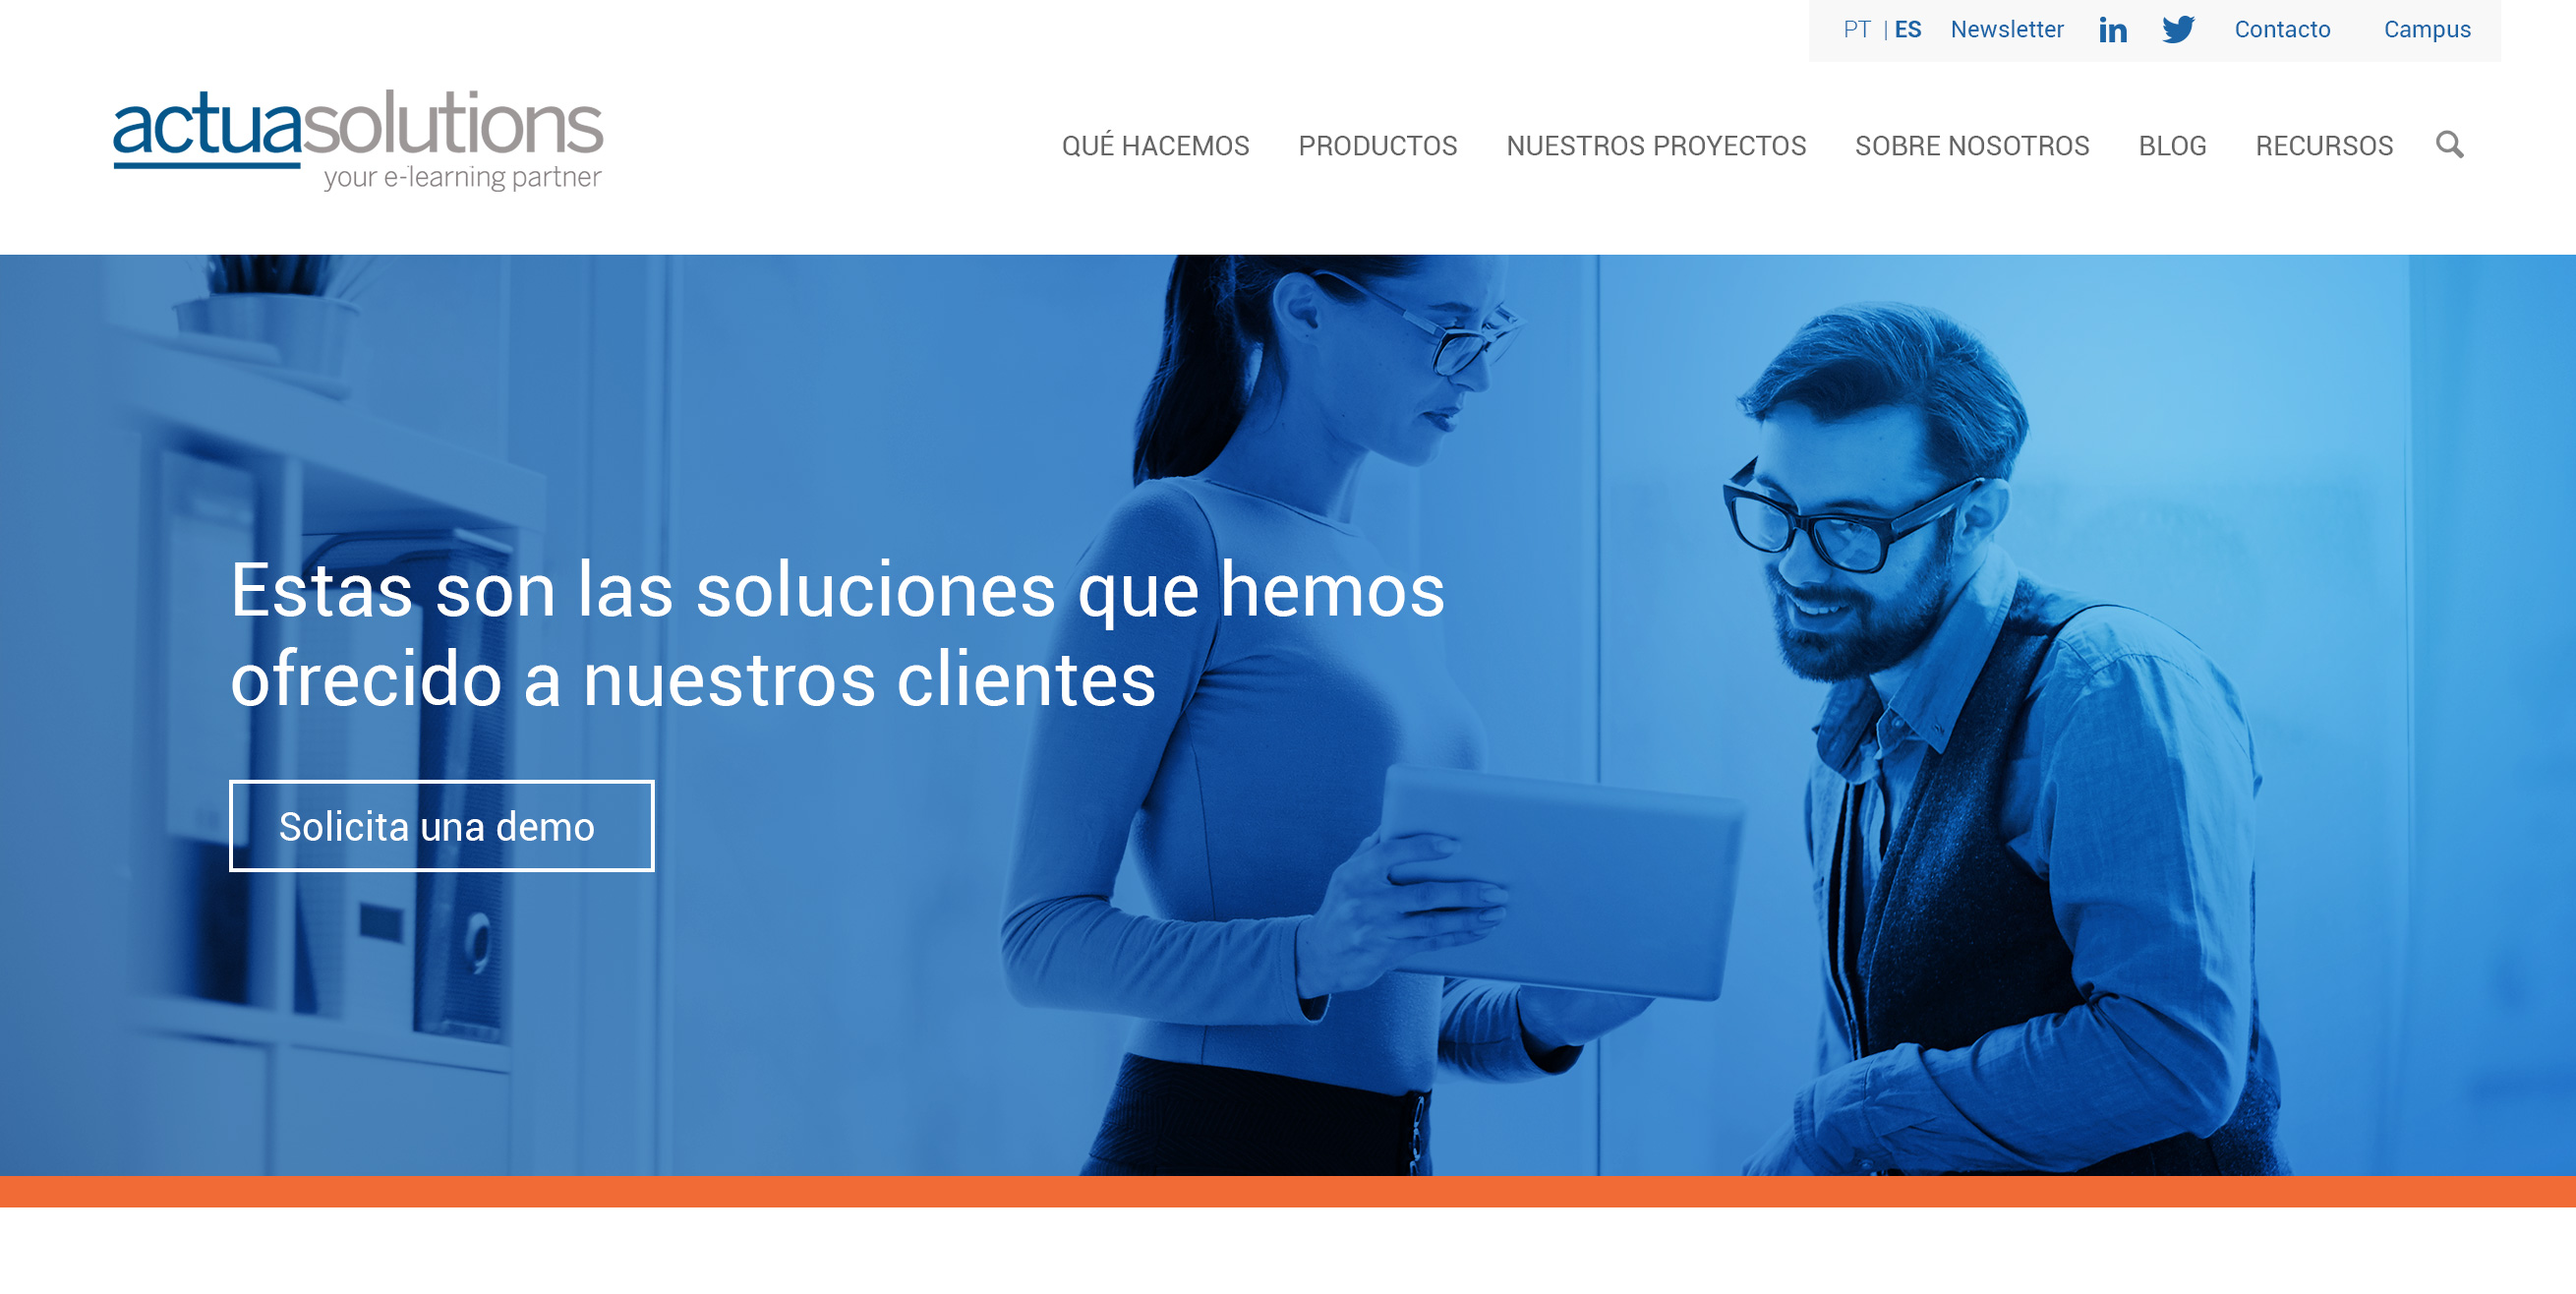 PT | ES Newsletter Contacto Campus
actuasolutions
your e-learning partner
QUÉ HACEMOS PRODUCTOS NUESTROS PROYECTOS SOBRE NOSOTROS BLOG RECURSOS
Estas son las soluciones que hemos
ofrecido a nuestros clientes
Solicita una demo